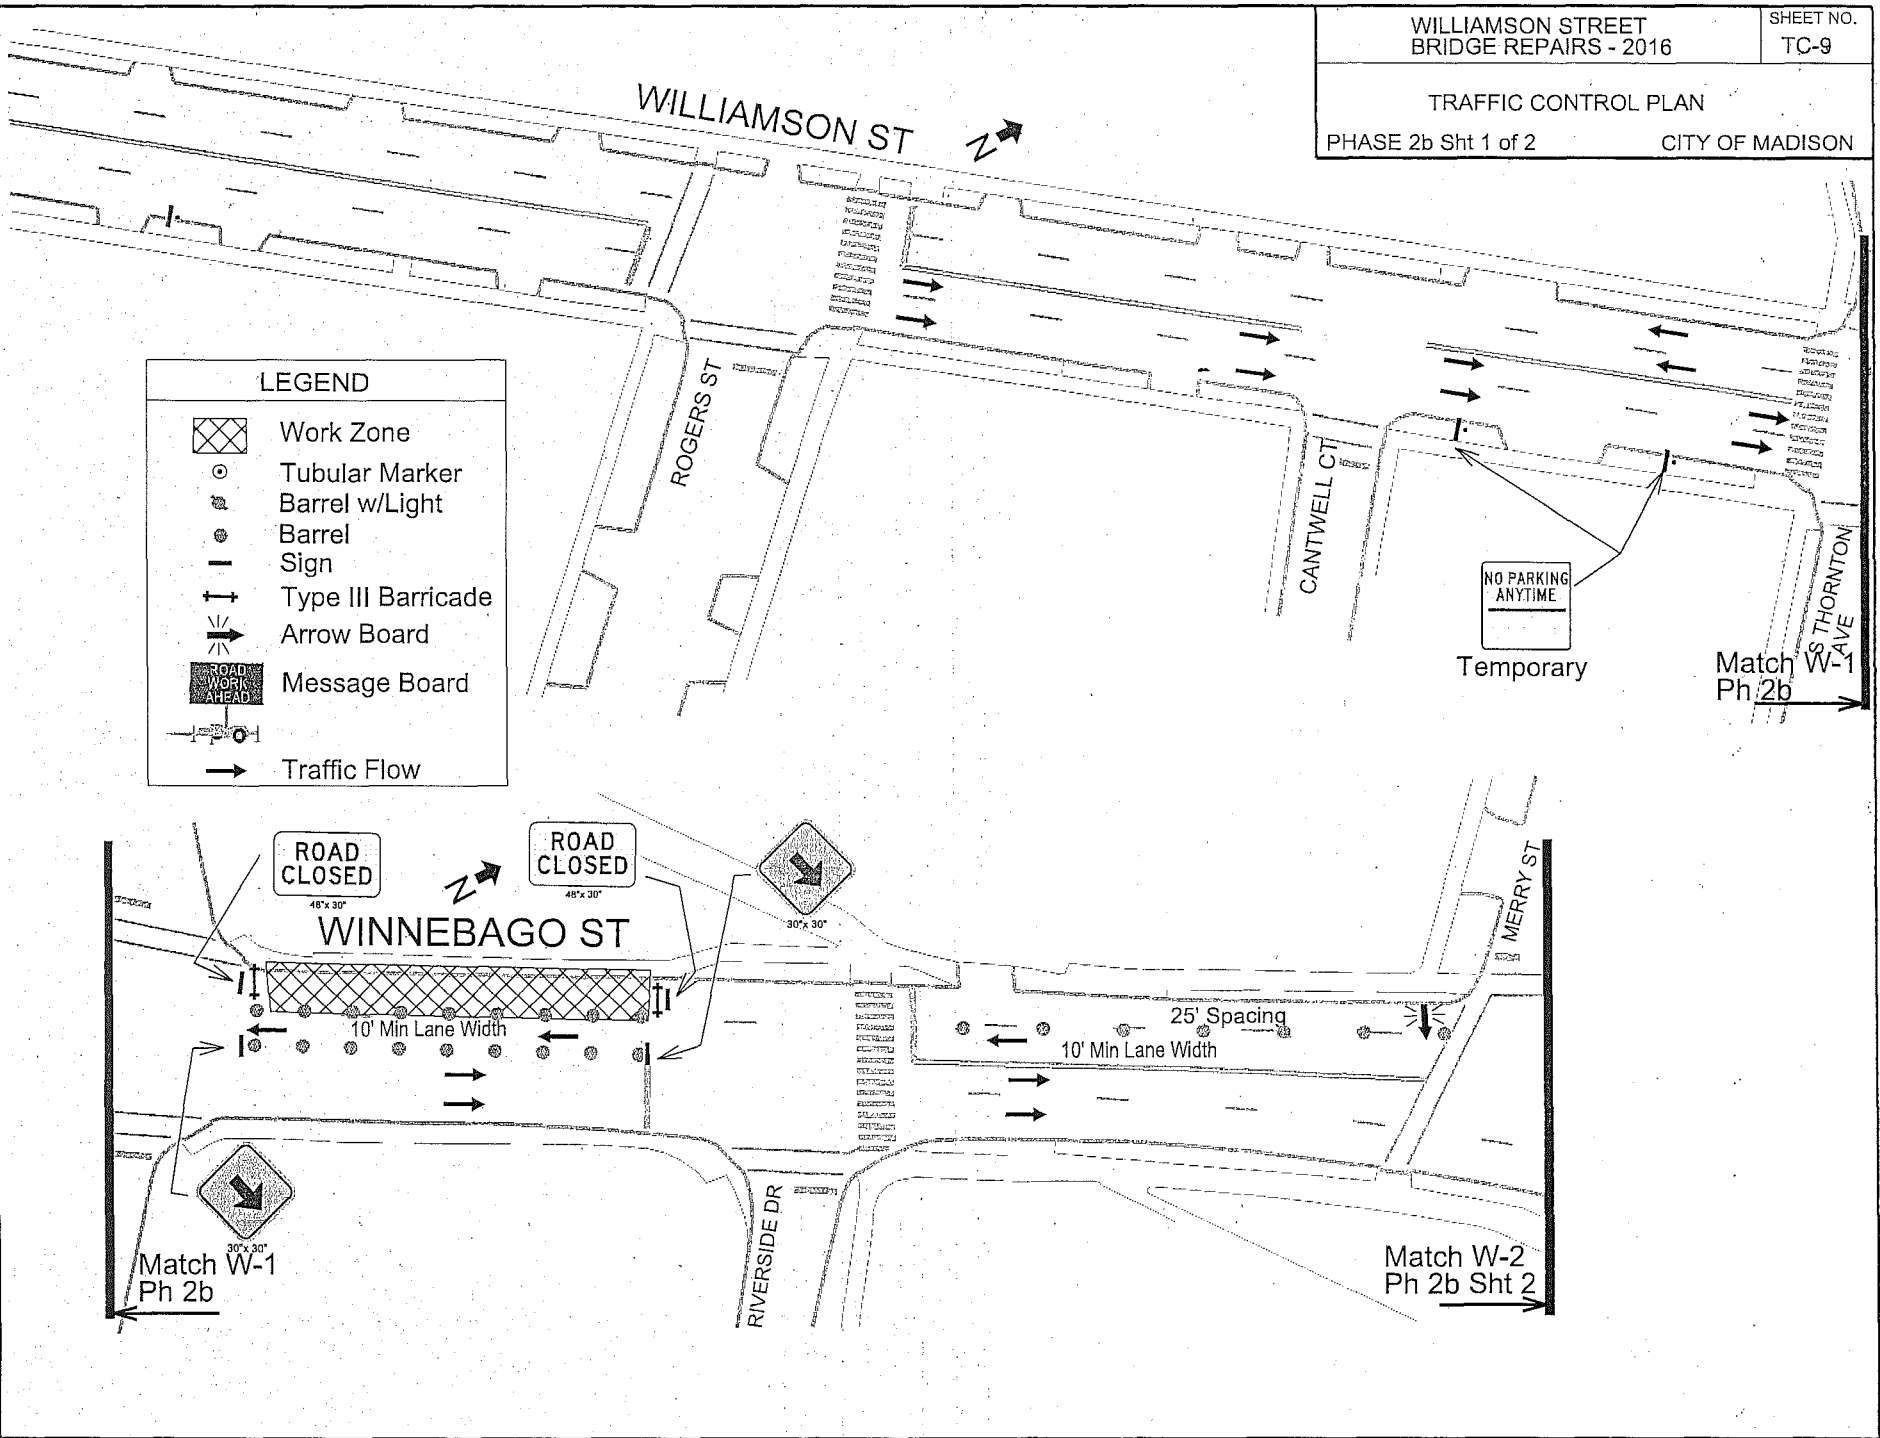 WILLIAMSON STREET
BRIDGE REPAIRS - 2016
SHEET NO.
TC-9
TRAFFIC CONTROL PLAN
PHASE 2b Sht 1 of 2
CITY OF MADISON
WILLIAMSON ST
N
ROGERS ST
CANTWELL CT
S THORNTON
AVE
NO PARKING
ANYTIME
Temporary
Match W-1
Ph 2b
LEGEND
Work Zone
Tubular Marker
Barrel w/Light
Barrel
Sign
Type III Barricade
Arrow Board
ROAD
WORK
AHEAD
Message Board
Traffic Flow
ROAD
CLOSED
48"x 30"
N
ROAD
CLOSED
48"x 30"
30"x 30"
WINNEBAGO ST
MERRY ST
10' Min Lane Width
25' Spacing
10' Min Lane Width
30"x 30"
Match W-1
Ph 2b
RIVERSIDE DR
Match W-2
Ph 2b Sht 2